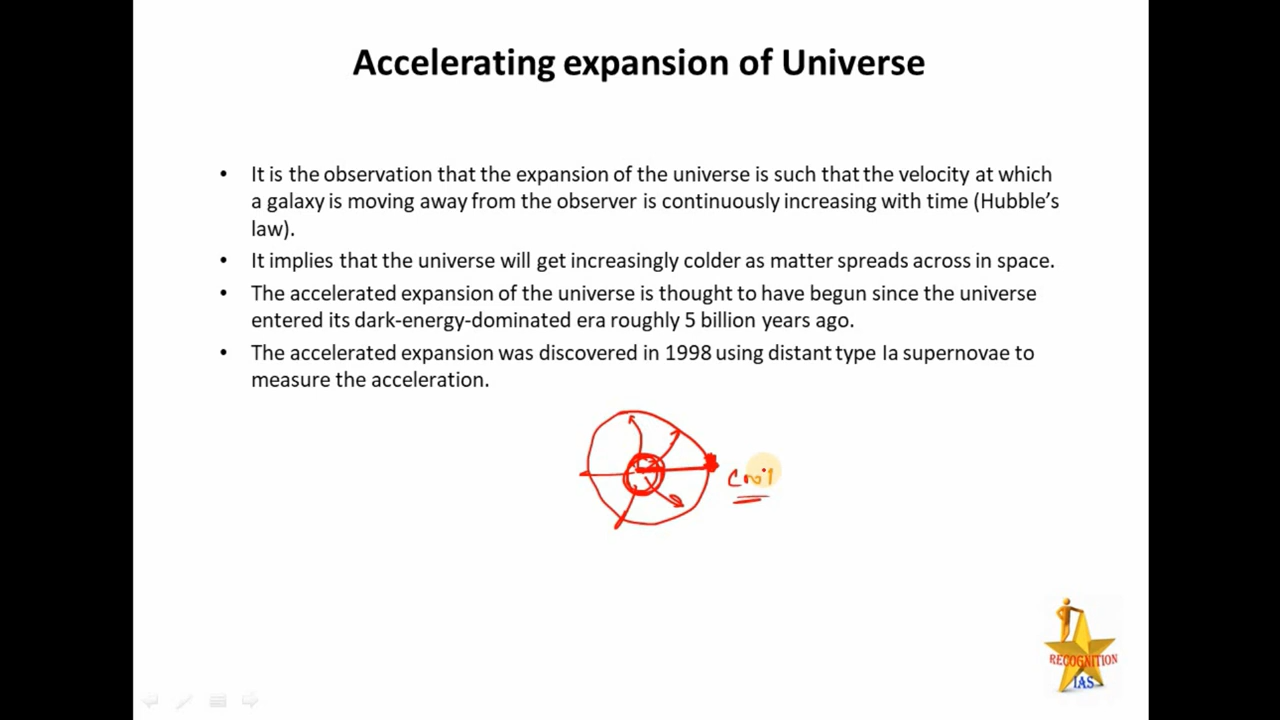 Accelerating expansion of Universe
• It is the observation that the expansion of the universe is such that the velocity at which
a galaxy is moving away from the observer is continuously increasing with time (Hubble’s
law).
• It implies that the universe will get increasingly colder as matter spreads across in space.
• The accelerated expansion of the universe is thought to have begun since the universe
entered its dark-energy-dominated era roughly 5 billion years ago.
• The accelerated expansion was discovered in 1998 using distant type Ia supernovae to
measure the acceleration.
RECOGNITION
IAS